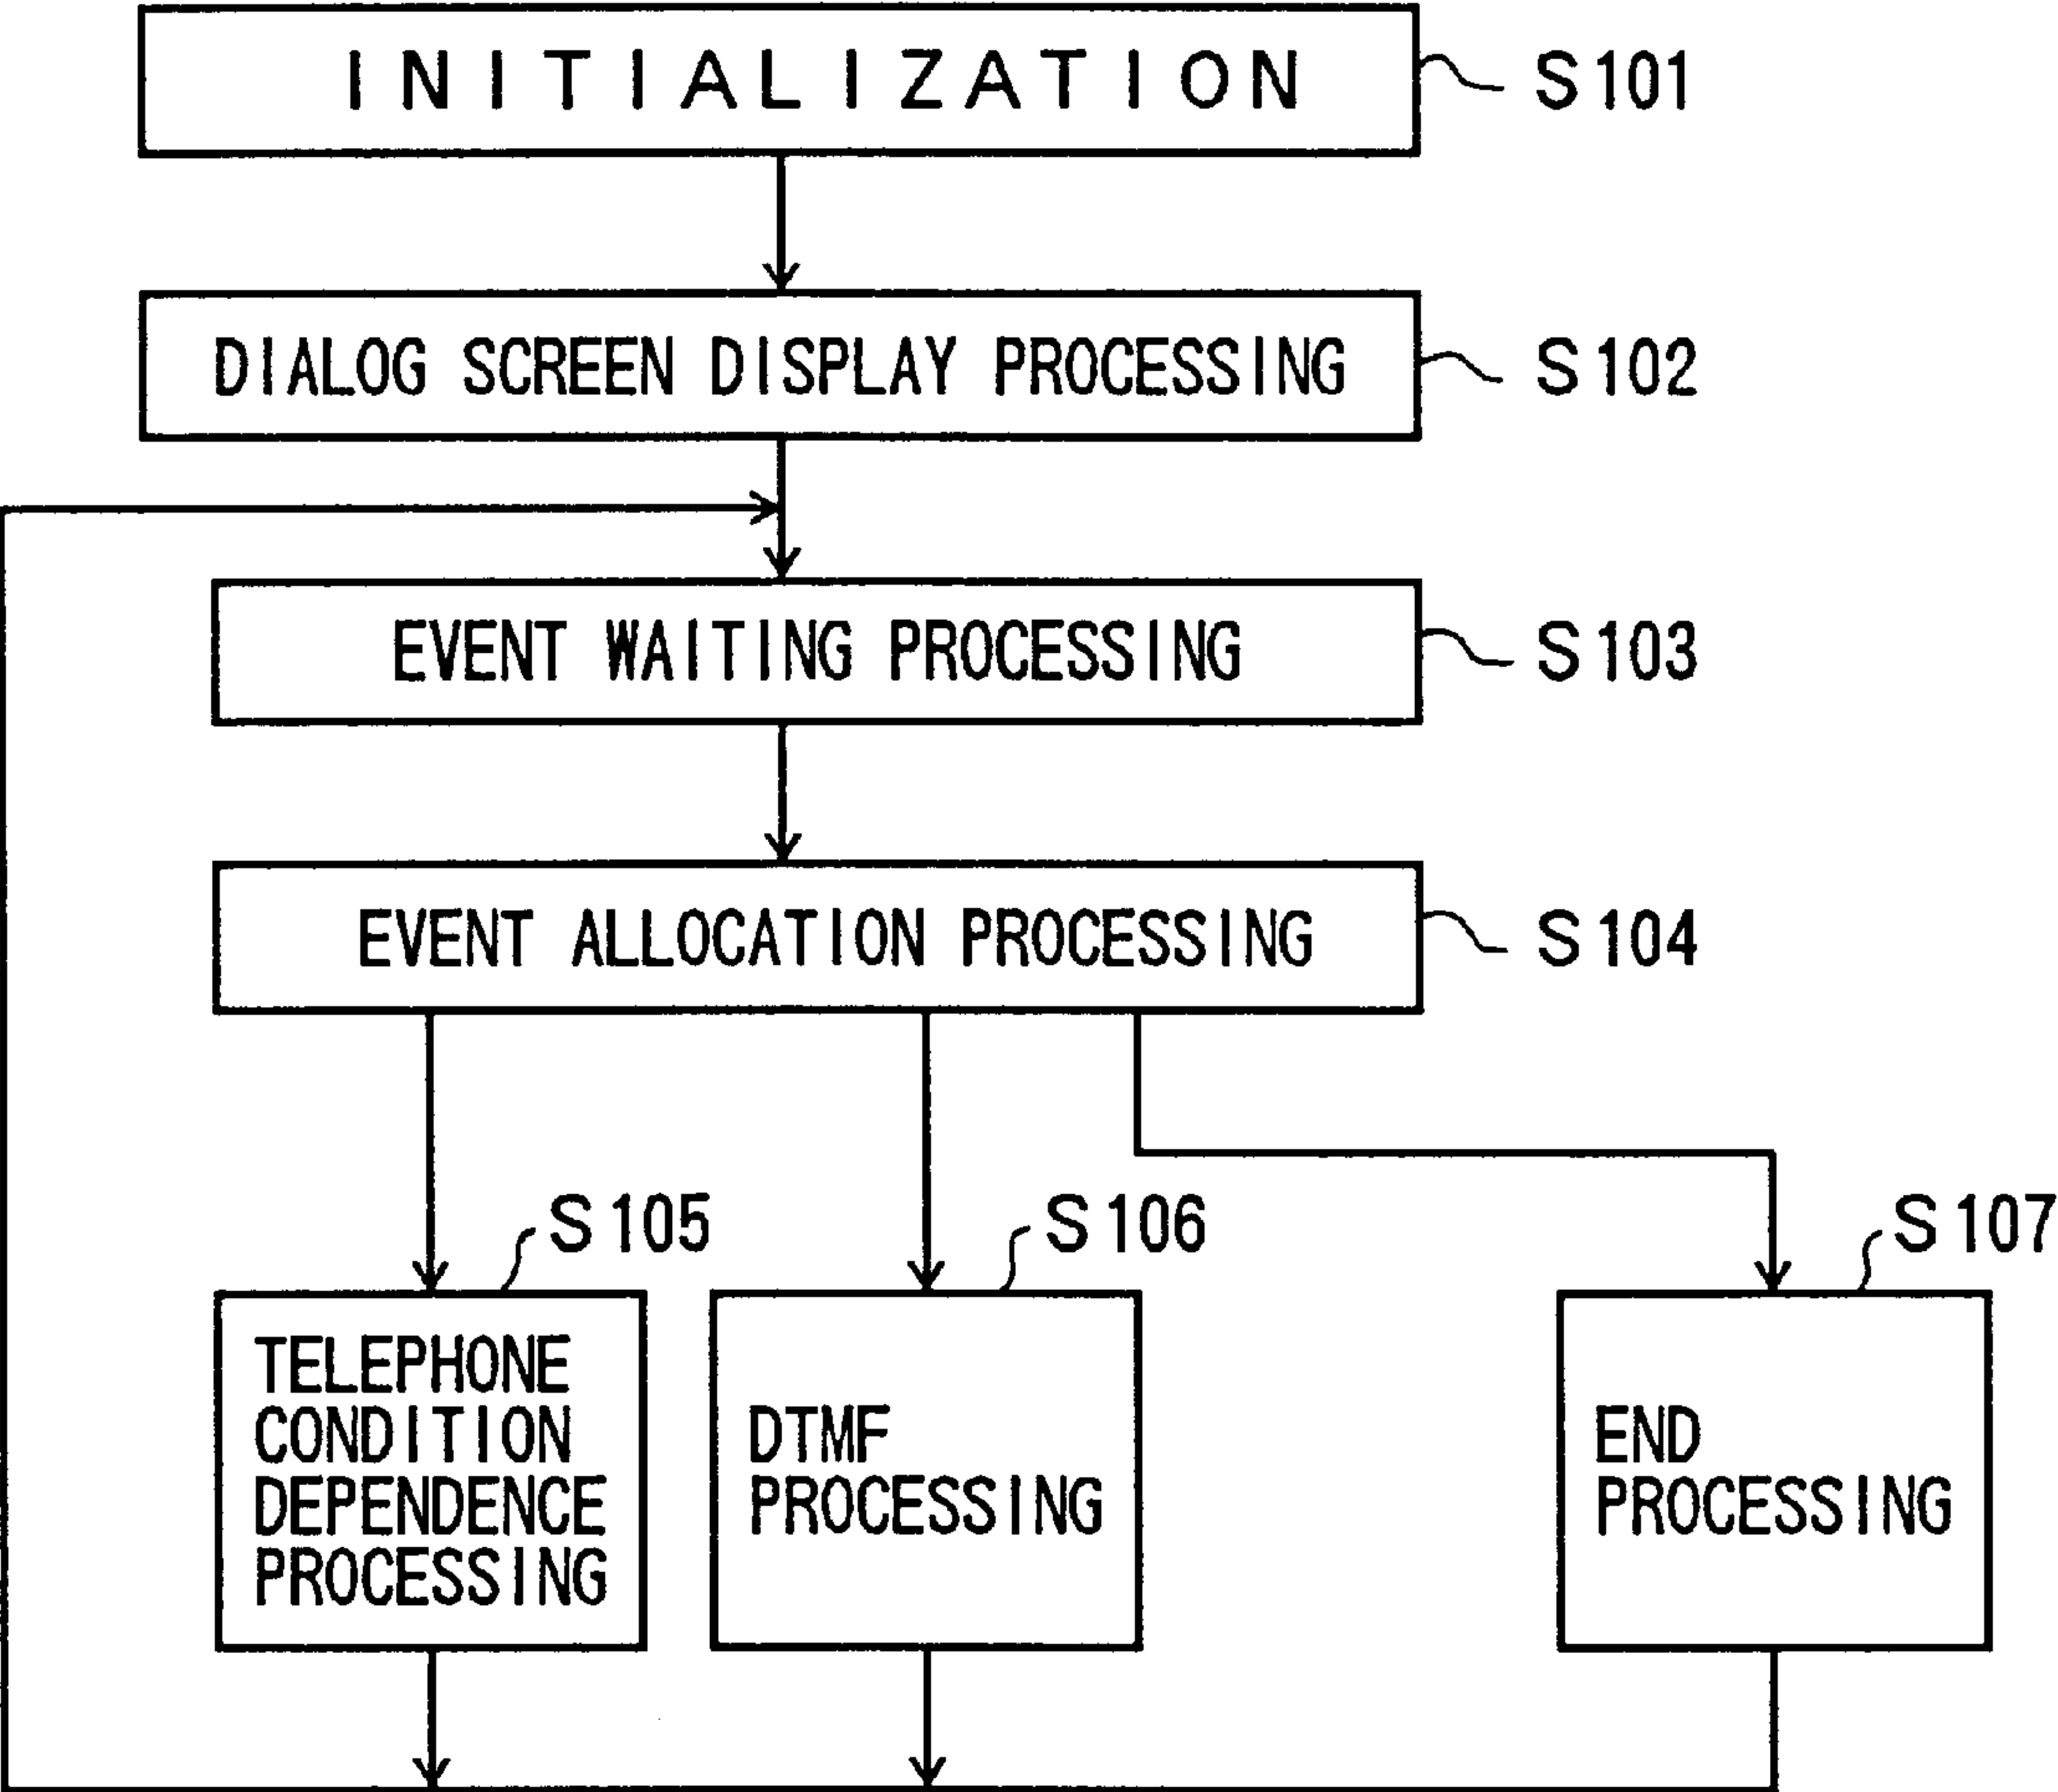 INITIALIZATION S101
DIALOG SCREEN DISPLAY PROCESSING S102
EVENT WAITING PROCESSING S103
EVENT ALLOCATION PROCESSING S104
S105
S106
S107
TELEPHONE
CONDITION
DEPENDENCE
PROCESSING
DTMF
PROCESSING
END
PROCESSING